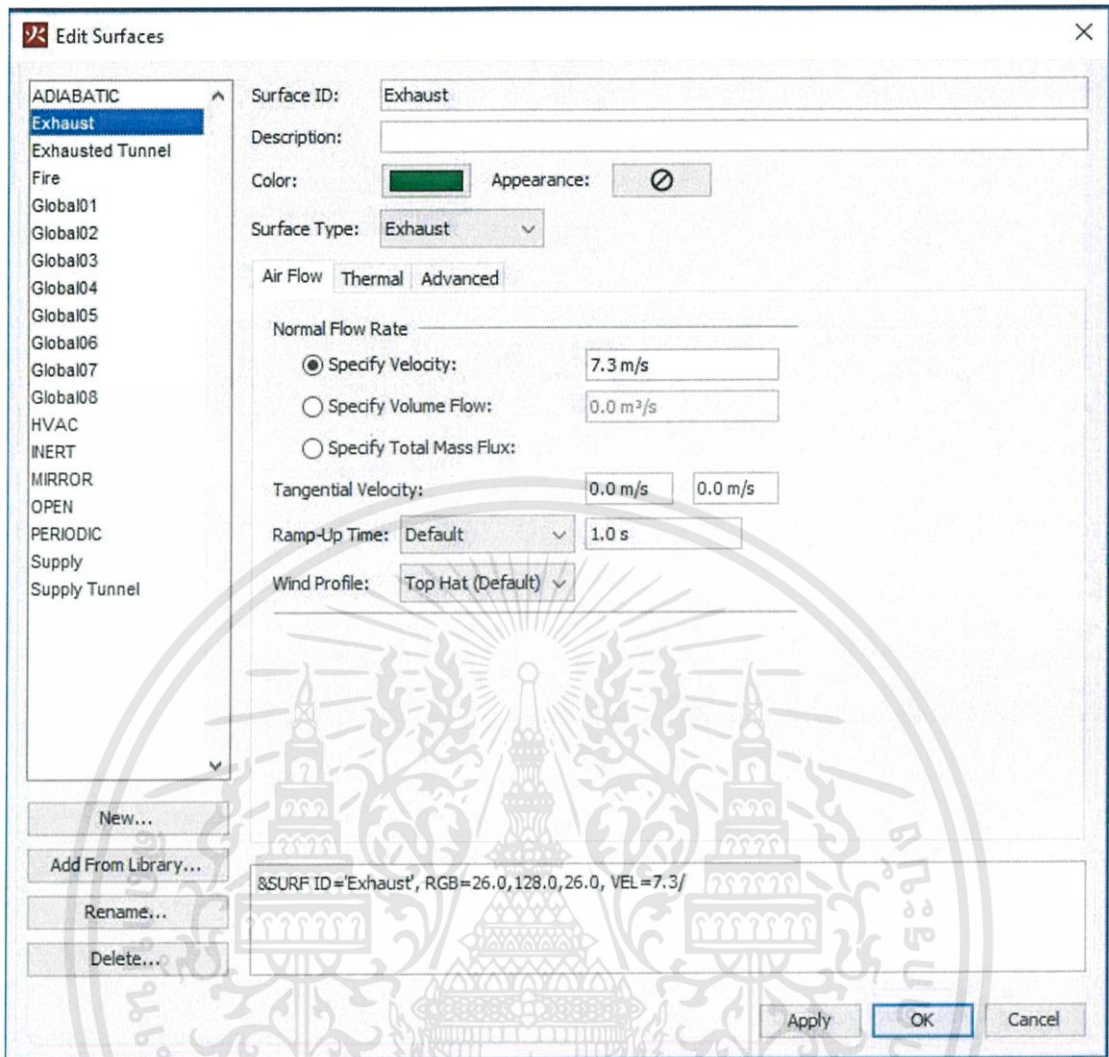 Edit Surfaces
ADIABATIC
Exhaust
Exhausted Tunnel
Fire
Global01
Global02
Global03
Global04
Global05
Global06
Global07
Global08
HVAC
INERT
MIRROR
OPEN
PERIODIC
Supply
Supply Tunnel
New...
Add From Library...
Rename...
Delete...
Surface ID: Exhaust
Description:
Color: Appearance:
Surface Type: Exhaust
Air Flow Thermal Advanced
Normal Flow Rate
Specify Velocity: 7.3 m/s
Specify Volume Flow: 0.0 m³/s
Specify Total Mass Flux:
Tangential Velocity: 0.0 m/s 0.0 m/s
Ramp-Up Time: Default 1.0 s
Wind Profile: Top Hat (Default)
&SURF ID='Exhaust', RGB=26.0,128.0,26.0, VEL=7.3/
Apply OK Cancel